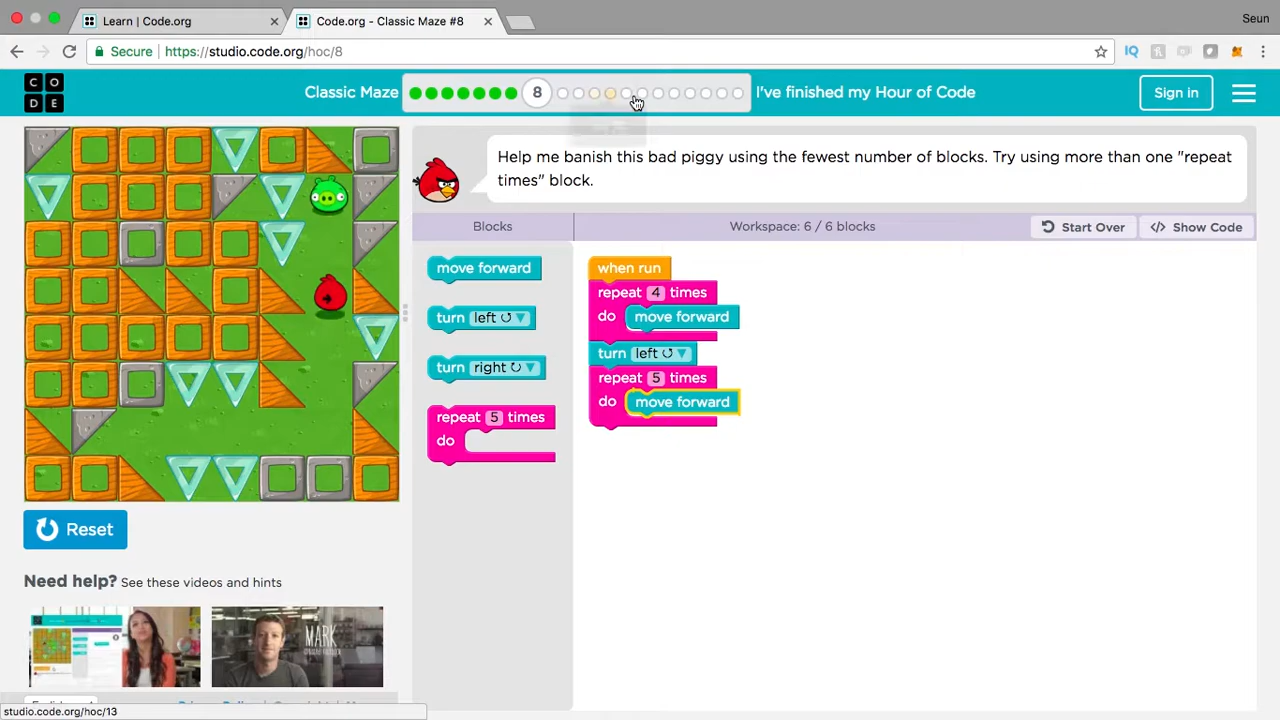 Learn | Code.org
Code.org - Classic Maze #8
Seun
Secure
https://studio.code.org/hoc/8
IQ
CODE
Classic Maze
8
I've finished my Hour of Code
Sign in
Help me banish this bad piggy using the fewest number of blocks. Try using more than one "repeat
times" block.
Blocks
Workspace: 6 / 6 blocks
Start Over
</> Show Code
move forward
turn left
turn right
repeat 5 times
do
when run
repeat 4 times
do move forward
turn left
repeat 5 times
do move forward
Reset
Need help? See these videos and hints
MARK
studio.code.org/hoc/13